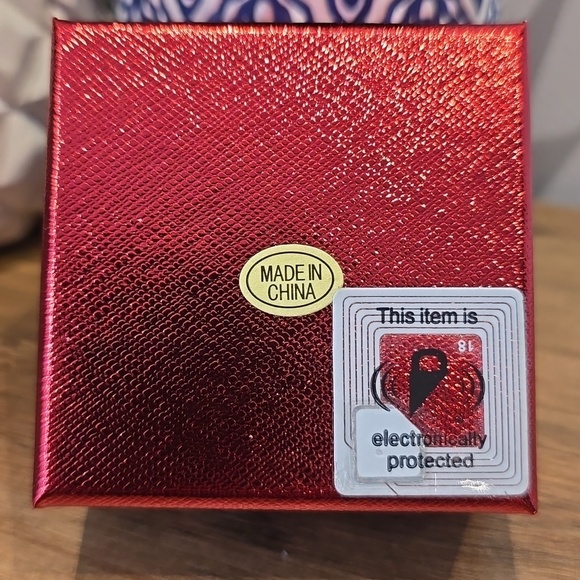 MADE IN
CHINA
This item is
18
electronically
protected